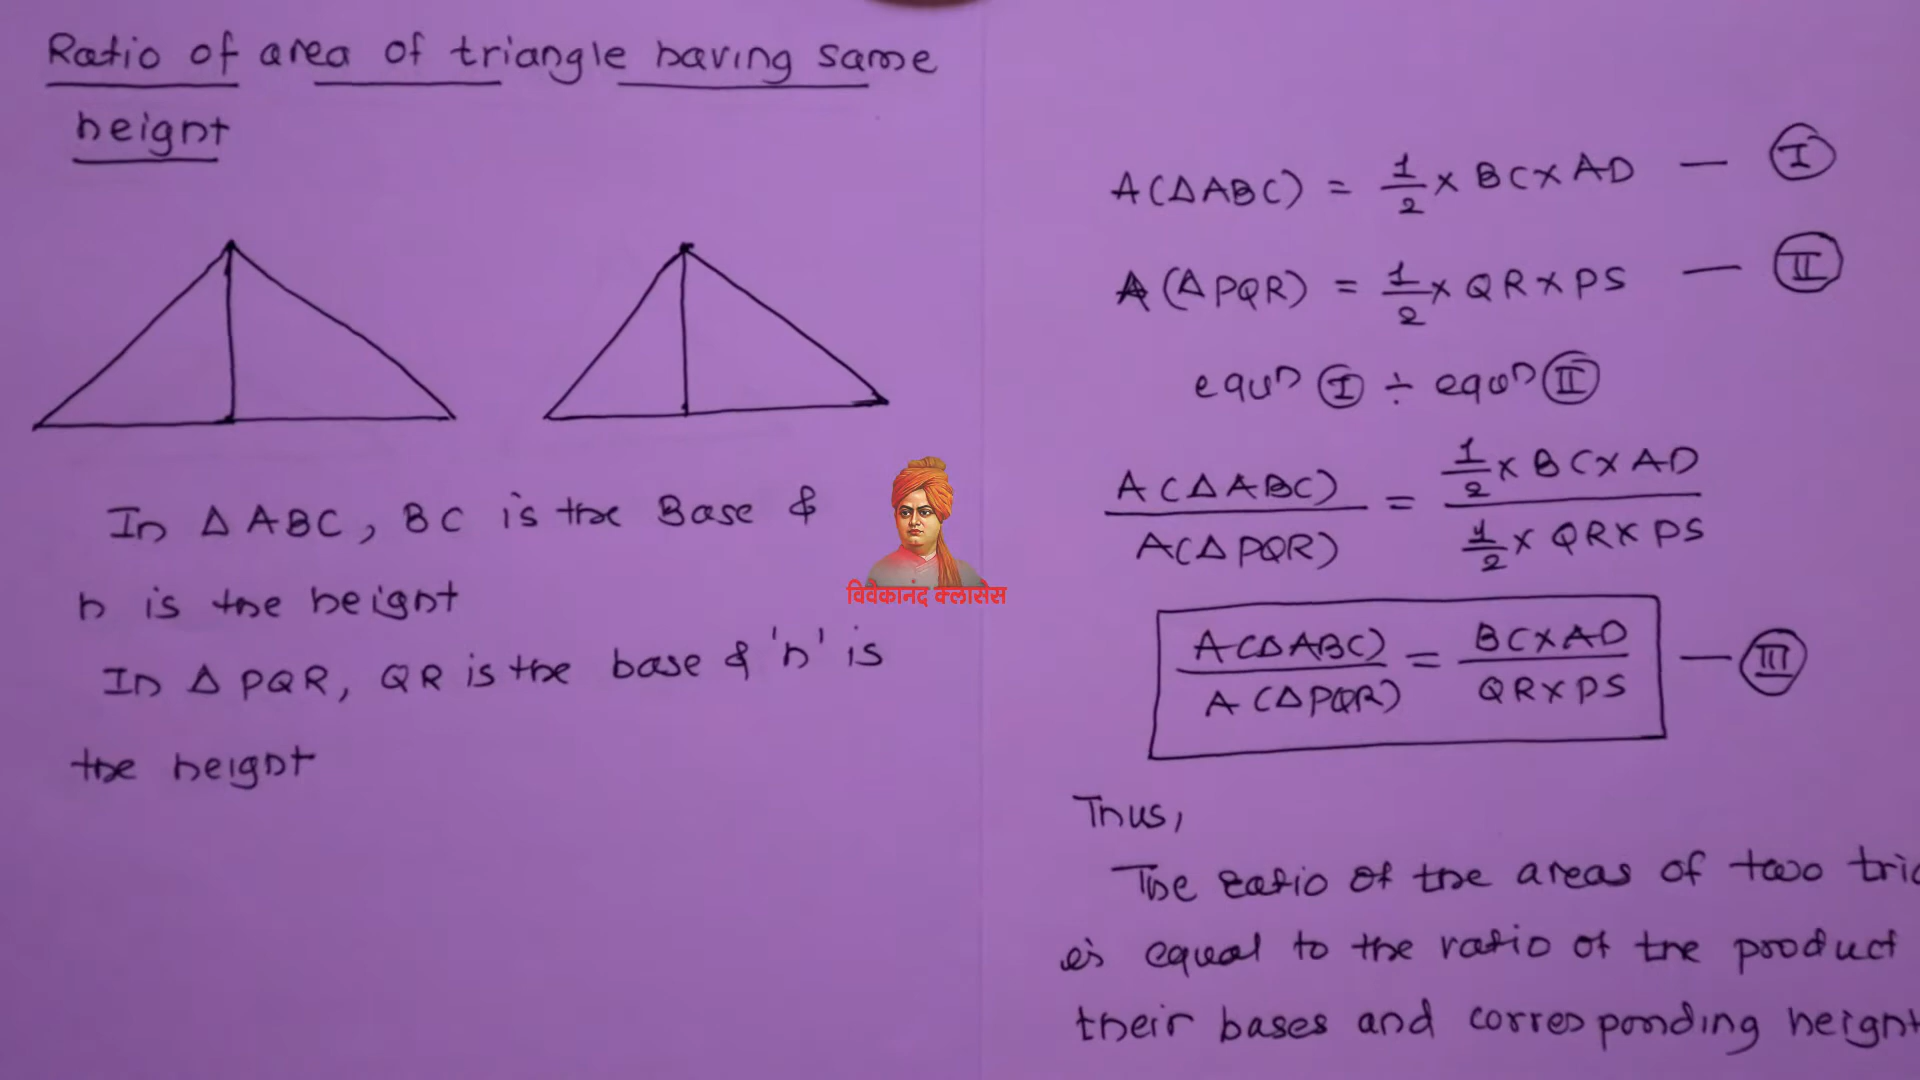 Ratio of area of triangle having same
height
In △ ABC, BC is the Base &
h is the height
In △ PQR, QR is the base & 'h' is
the height
विवेकानंद क्लासेस
A(△ABC) = 1/2 × BC × AD — Ⅰ
A(△PQR) = 1/2 × QR × PS — Ⅱ
equn Ⅰ ÷ equn Ⅱ
A(△ABC)/A(△PQR) = (1/2 × BC × AD)/(1/2 × QR × PS)
A(△ABC)/A(△PQR) = (BC × AD)/(QR × PS) — Ⅲ
Thus,
The ratio of the areas of two
is equal to the ratio of the product
their bases and corresponding height